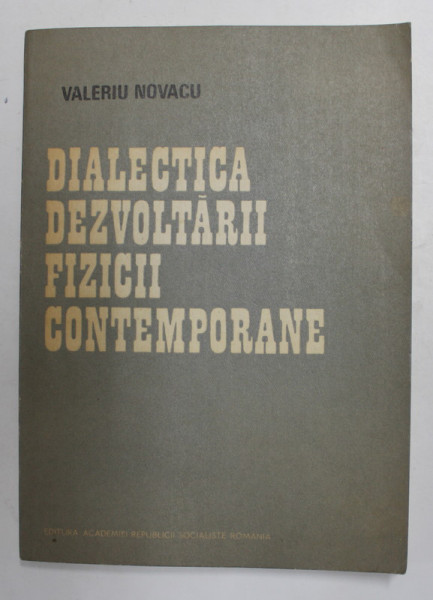 VALERIU NOVACU
DIALECTICA
DEZVOLTĂRII
FIZICII
CONTEMPORANE
EDITURA ACADEMIEI REPUBLICII SOCIALISTE ROMÂNIA